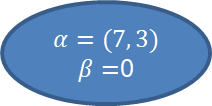 α = (7, 3)
β =0